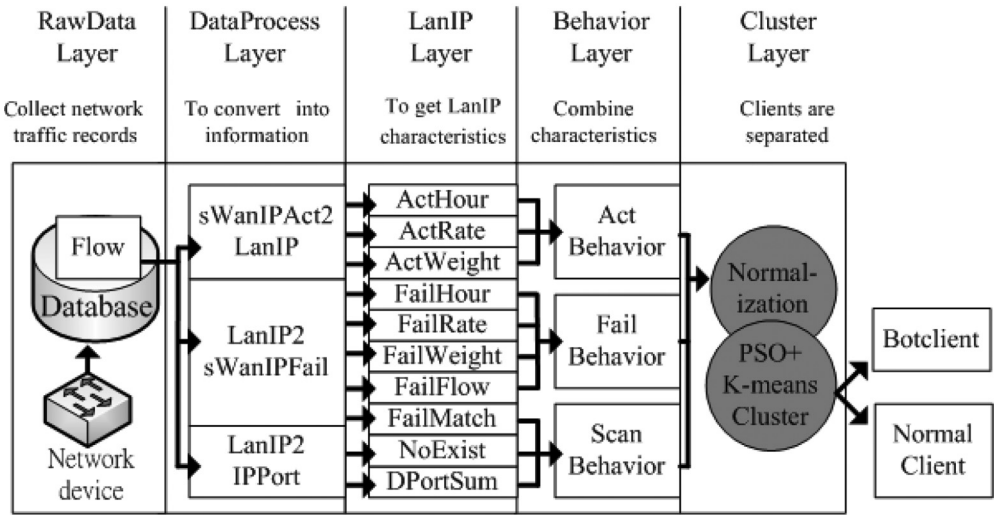 RawData
Layer
DataProcess
Layer
LanIP
Layer
Behavior
Layer
Cluster
Layer
Collect network
traffic records
To convert into
information
To get LanIP
characteristics
Combine
characteristics
Clients are
separated
Flow
Database
Network
device
sWanIPAct2
LanIP
LanIP2
sWanIPFail
LanIP2
IPPort
ActHour
ActRate
ActWeight
FailHour
FailRate
FailWeight
FailFlow
FailMatch
NoExist
DPortSum
Act
Behavior
Fail
Behavior
Scan
Behavior
Normal-
ization
PSO+
K-means
Cluster
Botclient
Normal
Client